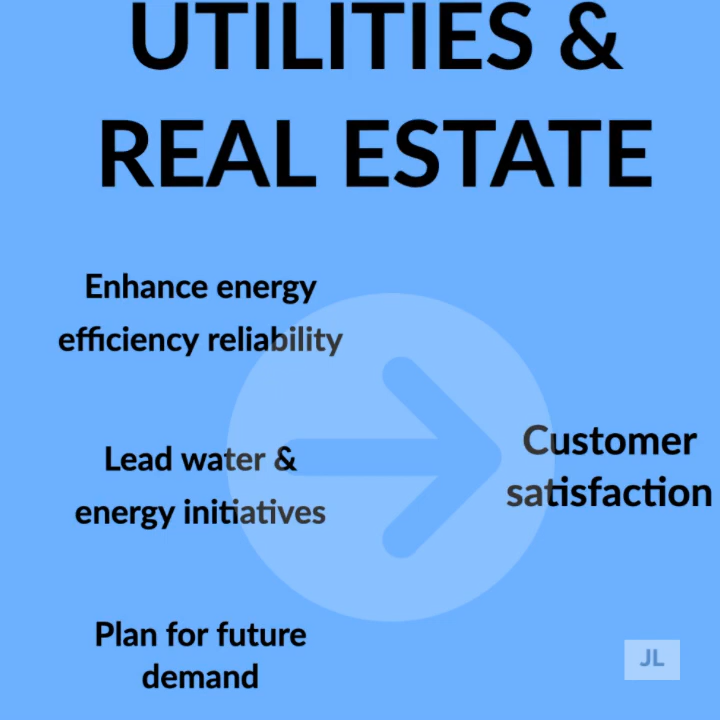 UTILITIES &
REAL ESTATE
Enhance energy
efficiency reliability
Lead water &
energy initiatives
Plan for future
demand
Customer
satisfaction
JL